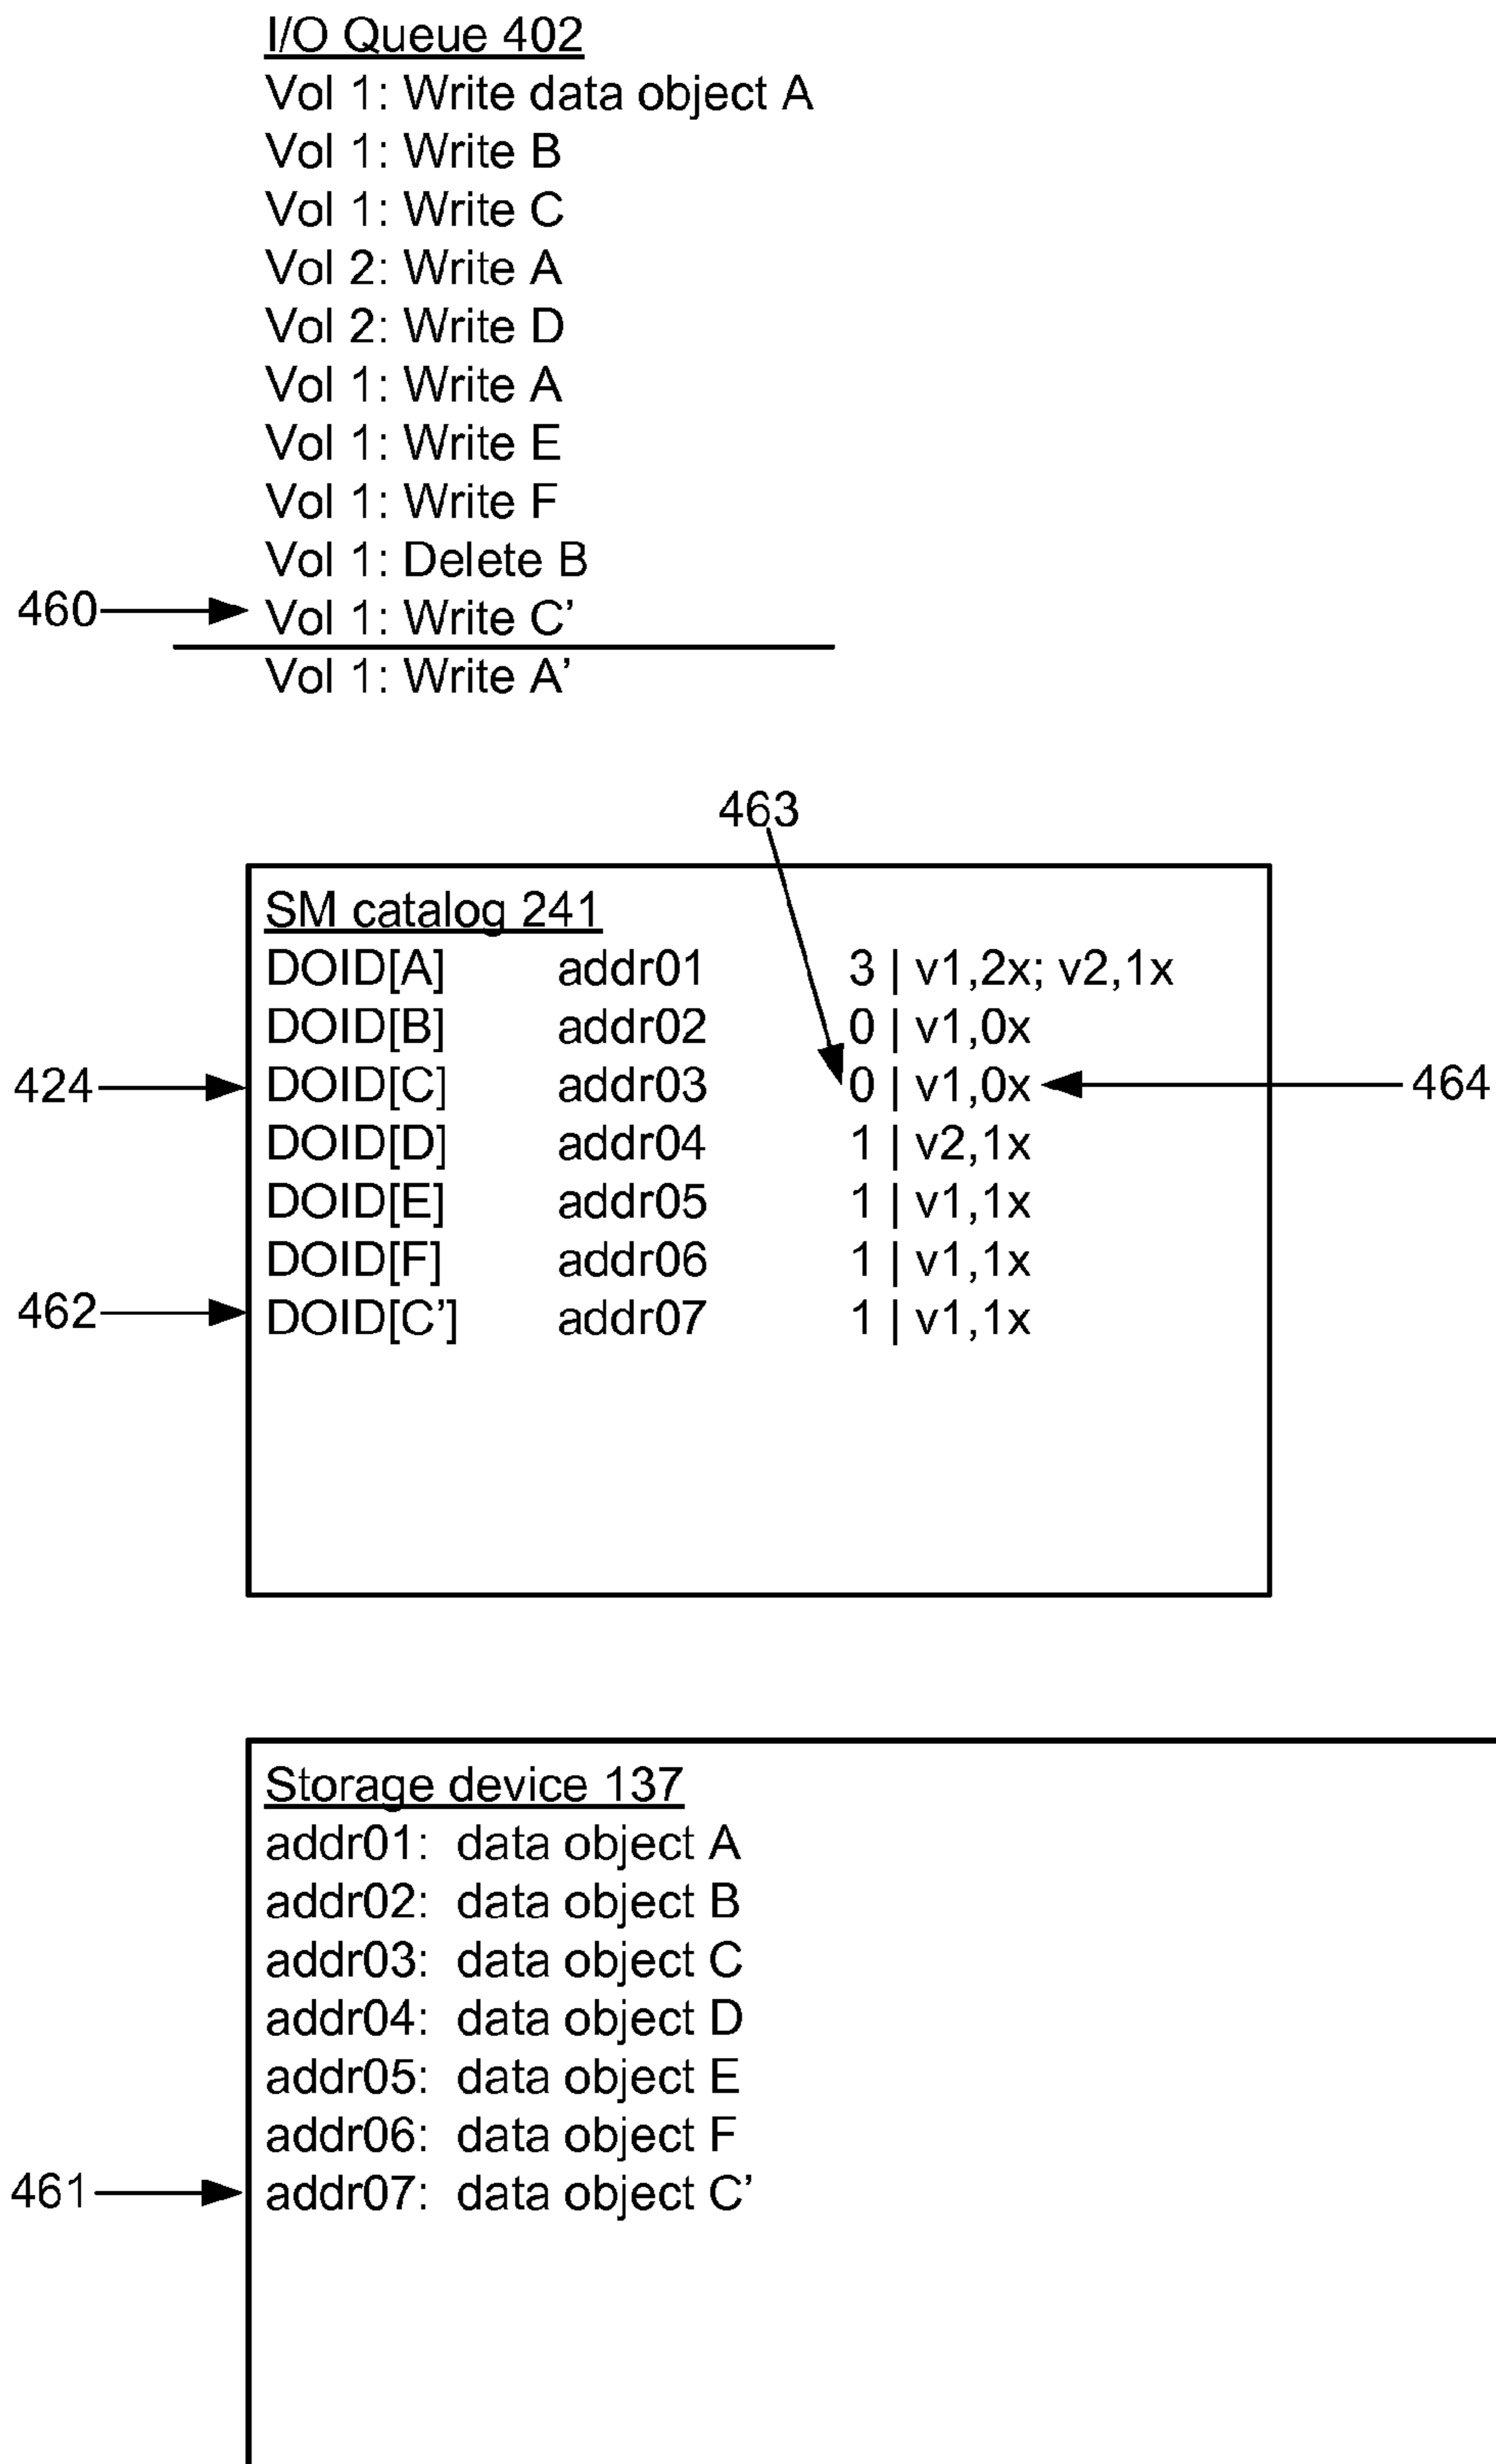 I/O Queue 402
Vol 1: Write data object A
Vol 1: Write B
Vol 1: Write C
Vol 2: Write A
Vol 2: Write D
Vol 1: Write A
Vol 1: Write E
Vol 1: Write F
Vol 1: Delete B
460 Vol 1: Write C’
Vol 1: Write A’
463
SM catalog 241
DOID[A] addr01 3 | v1,2x; v2,1x
DOID[B] addr02 0 | v1,0x
424 DOID[C] addr03 0 | v1,0x 464
DOID[D] addr04 1 | v2,1x
DOID[E] addr05 1 | v1,1x
DOID[F] addr06 1 | v1,1x
462 DOID[C’] addr07 1 | v1,1x
Storage device 137
addr01: data object A
addr02: data object B
addr03: data object C
addr04: data object D
addr05: data object E
addr06: data object F
461 addr07: data object C’